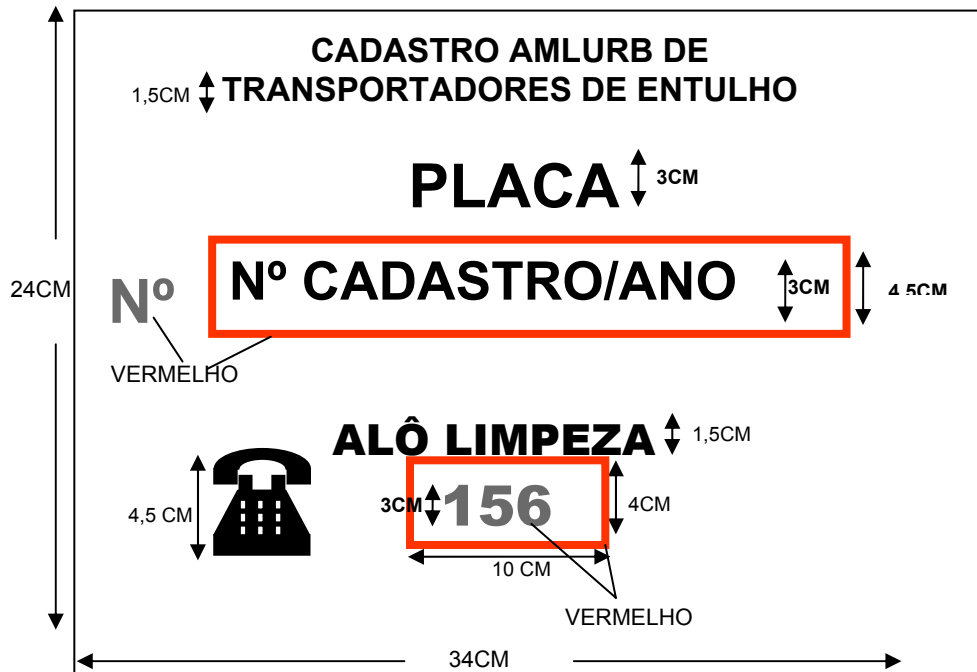 CADASTRO AMLURB DE
1,5CM TRANSPORTADORES DE ENTULHO
PLACA 3CM
24CM Nº Nº CADASTRO/ANO 3CM 4,5CM
VERMELHO
ALÔ LIMPEZA 1,5CM
4,5 CM 3CM 156 4CM
10 CM
VERMELHO
34CM